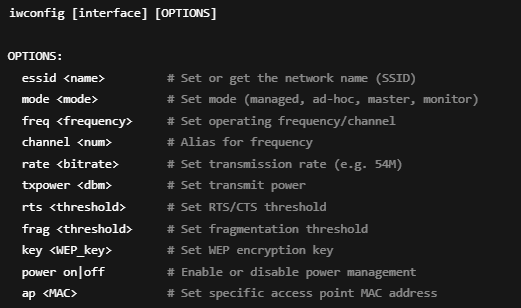 iwconfig [interface] [OPTIONS]
OPTIONS:
essid <name> # Set or get the network name (SSID)
mode <mode> # Set mode (managed, ad-hoc, master, monitor)
freq <frequency> # Set operating frequency/channel
channel <num> # Alias for frequency
rate <bitrate> # Set transmission rate (e.g. 54M)
txpower <dbm> # Set transmit power
rts <threshold> # Set RTS/CTS threshold
frag <threshold> # Set fragmentation threshold
key <WEP_key> # Set WEP encryption key
power on|off # Enable or disable power management
ap <MAC> # Set specific access point MAC address